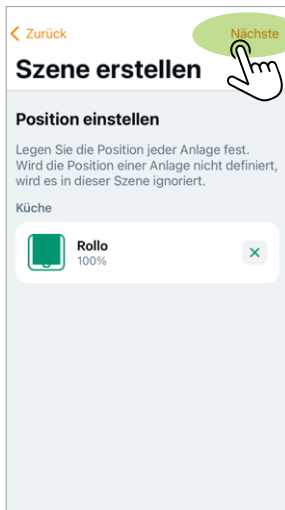 Zurück Nächste
Szene erstellen
Position einstellen
Legen Sie die Position jeder Anlage fest.
Wird die Position einer Anlage nicht definiert,
wird es in dieser Szene ignoriert.
Küche
Rollo
100%